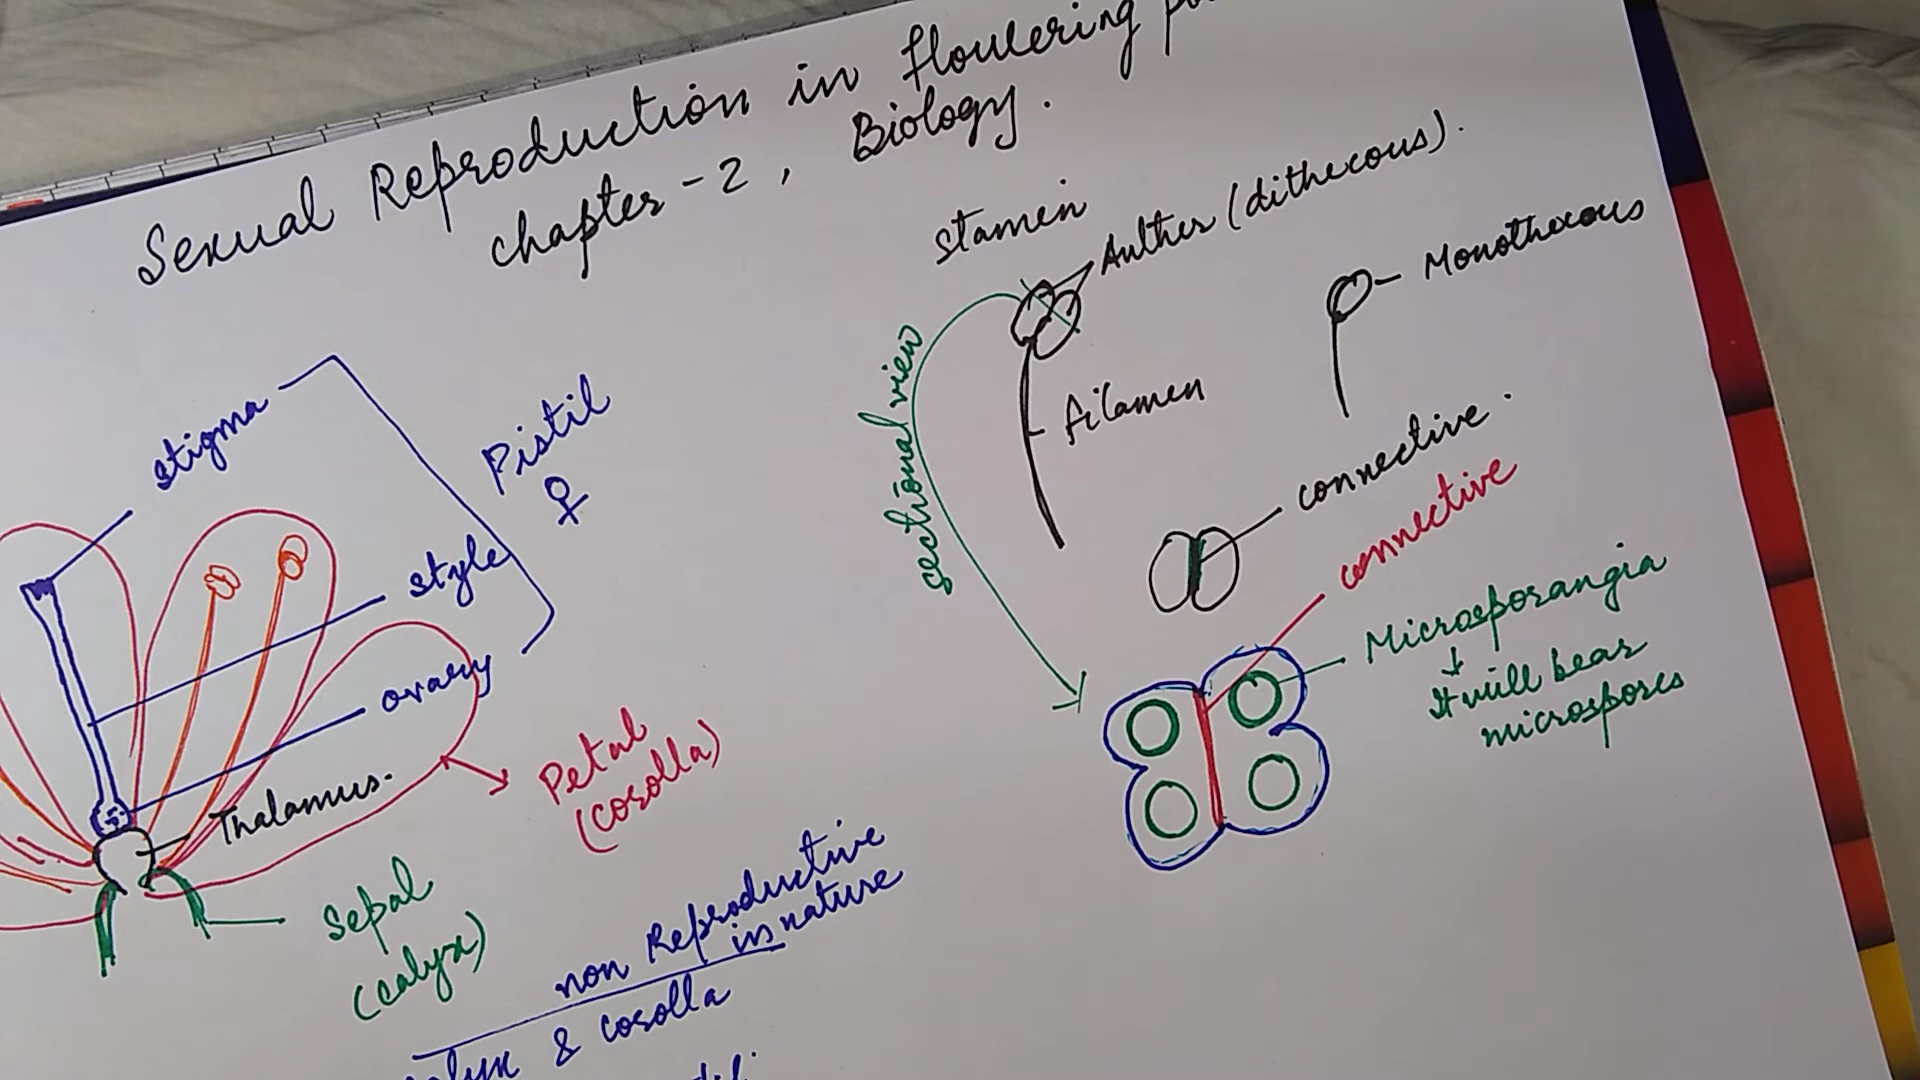 Sexual Reproduction in flowering
chapter - 2 , Biology .
stamen
Anther (dithecous).
Monothecous
filamen
sectional view
connective .
connective
Microsporangia
It will bear
microspores
stigma
Pistil
♀
style
ovary
Thalamus.
Petal
(corolla)
Sepal
(calyx)
non Reproductive
in nature
& corolla